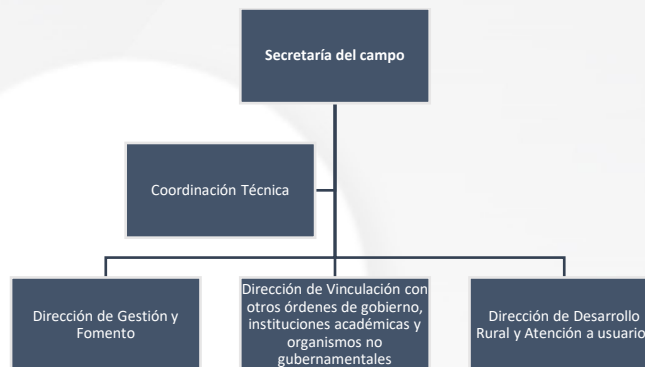 Secretaría del campo
Coordinación Técnica
Dirección de Gestión y
Fomento
Dirección de Vinculación con
otros órdenes de gobierno,
instituciones académicas y
organismos no
gubernamentales
Dirección de Desarrollo
Rural y Atención a usuario